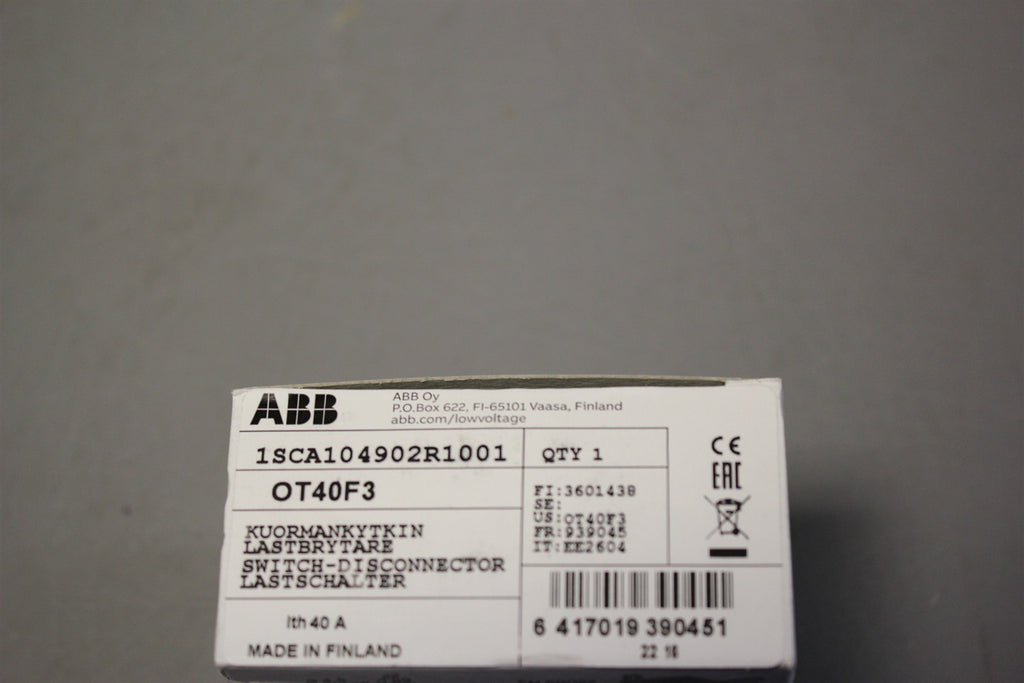 ABB
ABB Oy
P.O.Box 622, FI-65101 Vaasa, Finland
abb.com/lowvoltage
1SCA104902R1001
QTY 1
OT40F3
FI:3601438
SE:
US:OT40F3
FR:939045
IT:EE2604
KUORMANKYTKIN
LASTBRYTARE
SWITCH-DISCONNECTOR
LASTSCHALTER
CE
EAC
Ith 40 A
MADE IN FINLAND
6 417019 390451
22 16